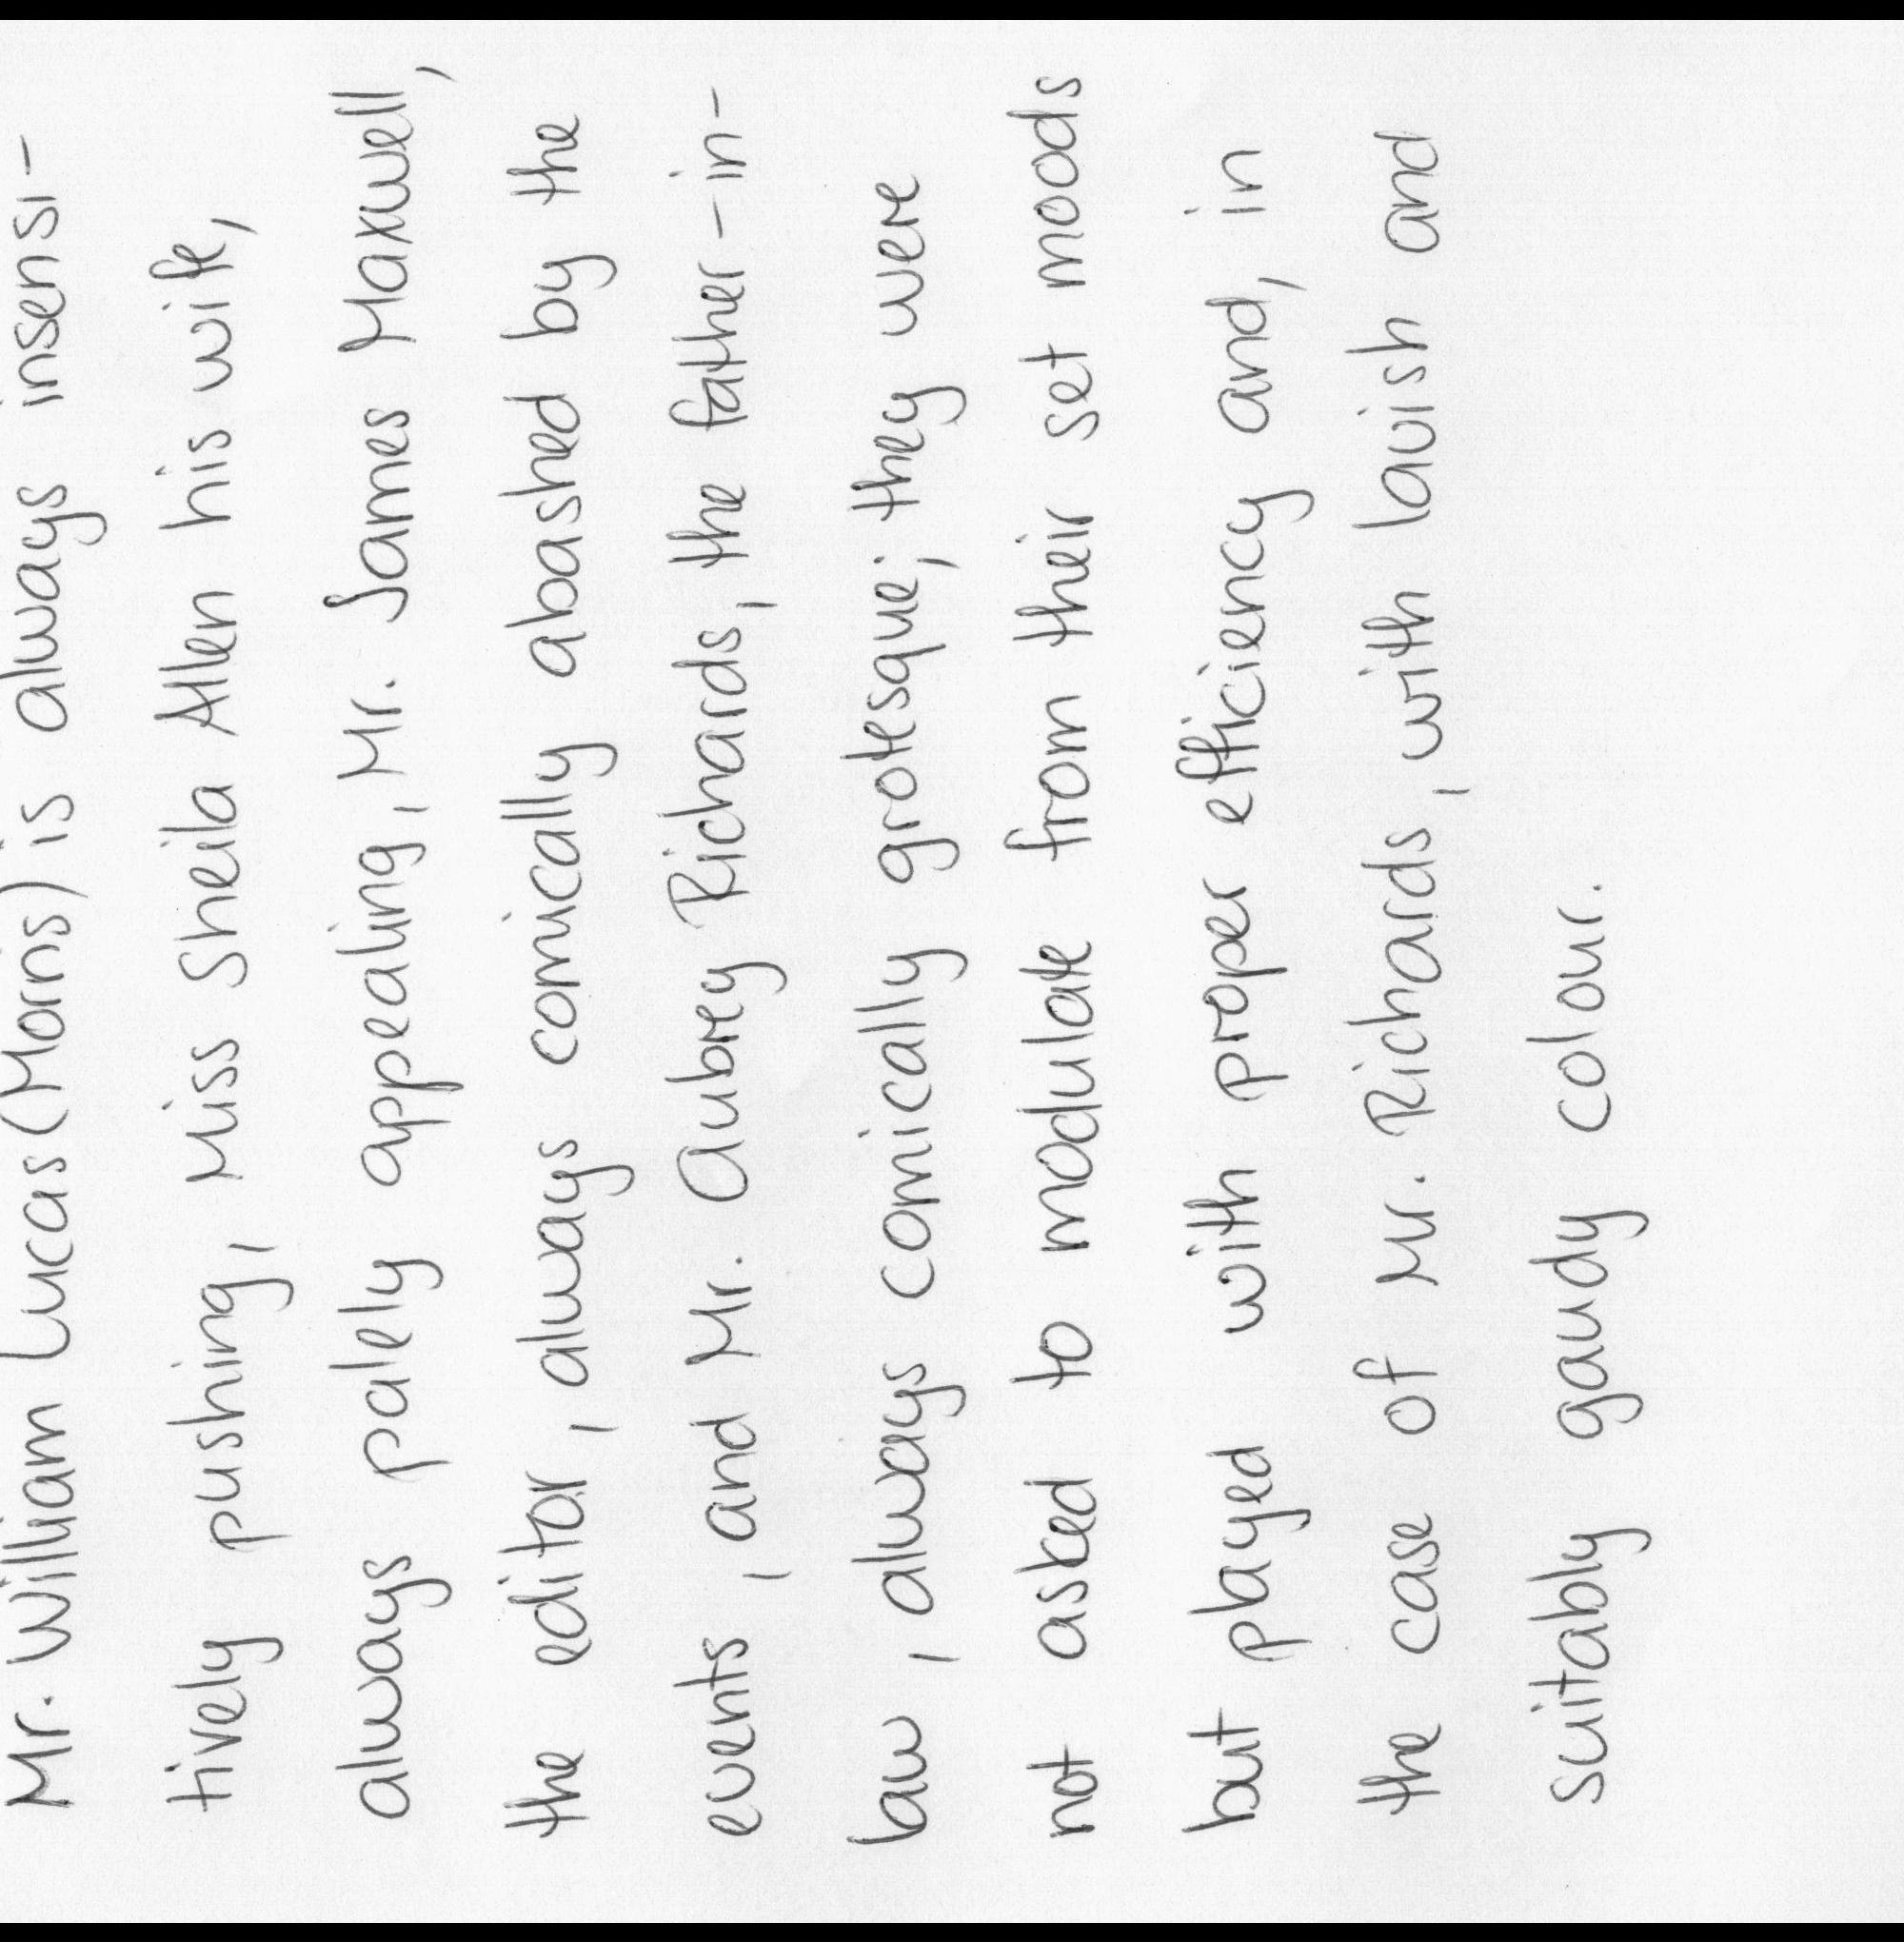 Mr. William Lucas (Morris) is always insensi-
tively pushing, Miss Sheila Allen his wife,
always palely appealing, Mr. James Maxwell,
the editor, always comically abashed by the
events, and Mr. Aubrey Richards, the father-in-
law, always comically grotesque; they were
not asked to modulate from their set moods
but played with proper efficiency and, in
the case of Mr. Richards, with lavish and
suitably gaudy colour.